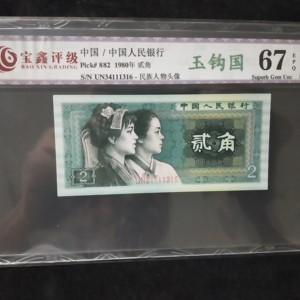 宝鑫评级
BAO XIN GRADING
中国 / 中国人民银行
Pick# 882 1980年 贰角
S/N UN34111316 - 民族人物头像
玉钩国
67 EPQ
Superb Gem Unc
中国人民银行
贰角
UN34111316
2
2